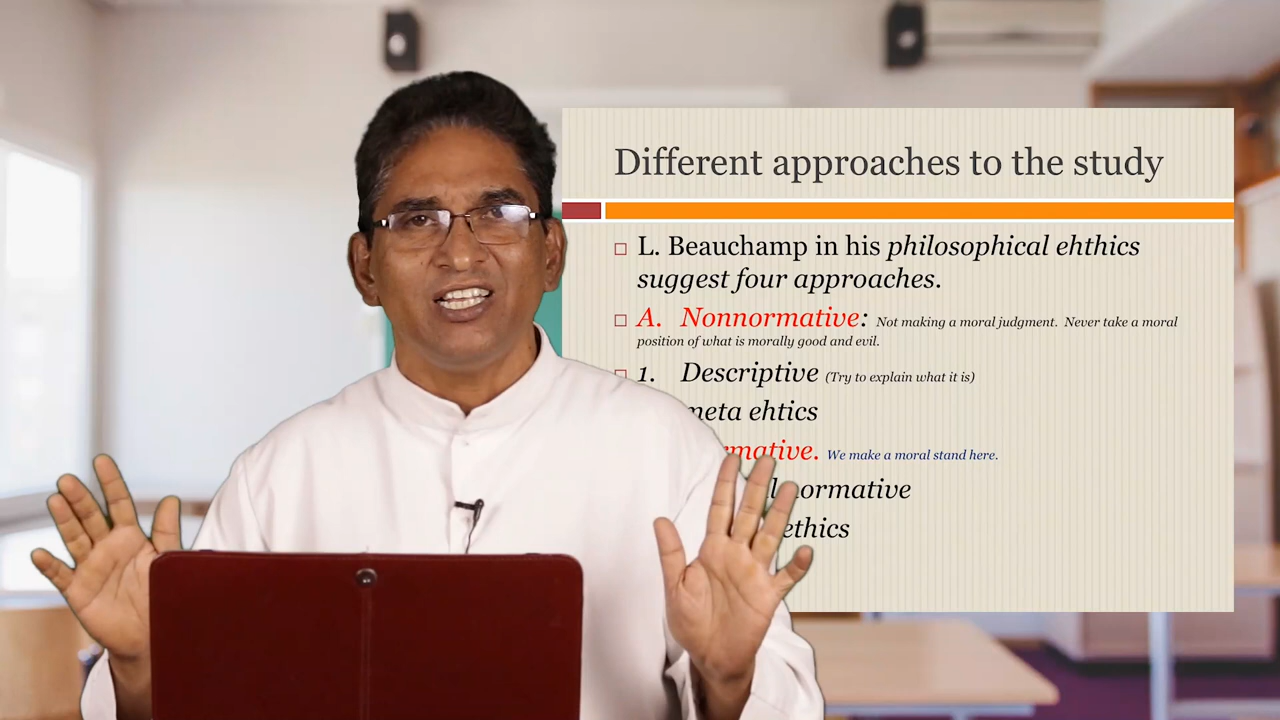 Different approaches to the study
L. Beauchamp in his philosophical ehthics
suggest four approaches.
A. Nonnormative: Not making a moral judgment. Never take a moral
position of what is morally good and evil.
1. Descriptive (Try to explain what it is)
meta ehtics
We make a moral stand here.
ethics